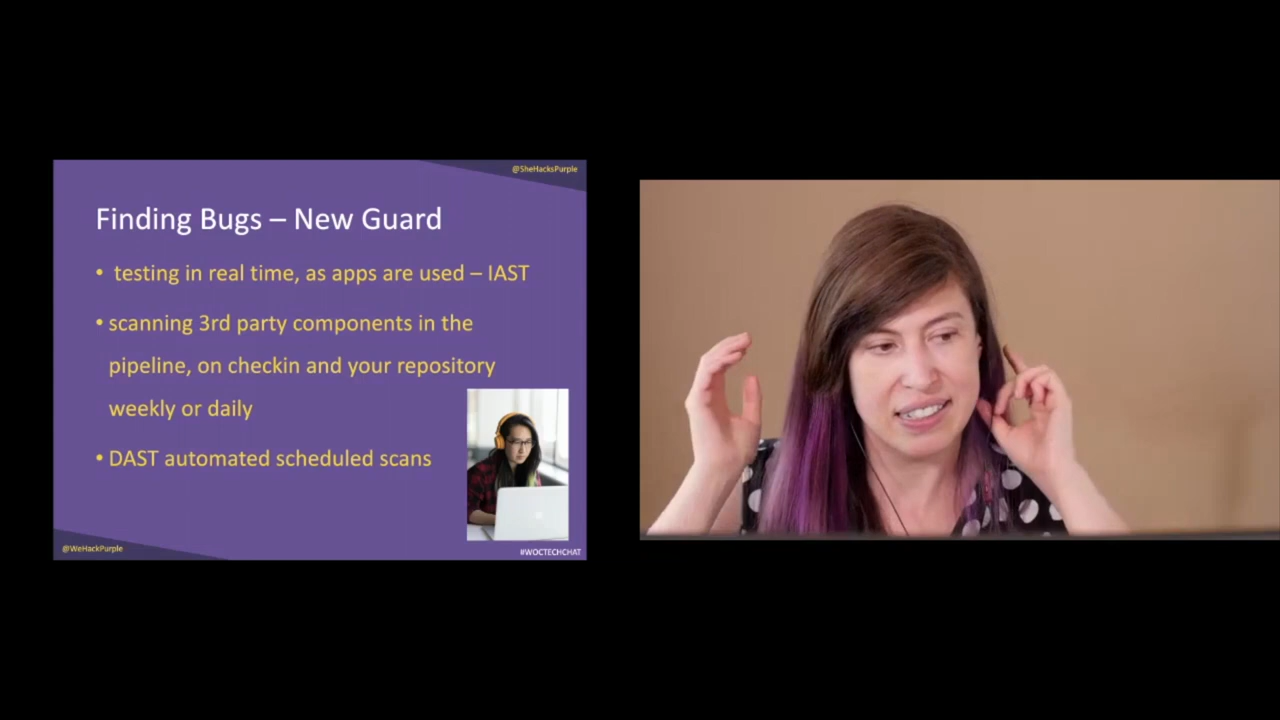 @SheHacksPurple
Finding Bugs – New Guard
• testing in real time, as apps are used – IAST
• scanning 3rd party components in the
pipeline, on checkin and your repository
weekly or daily
• DAST automated scheduled scans
@WeHackPurple
#WOCTECHCHAT